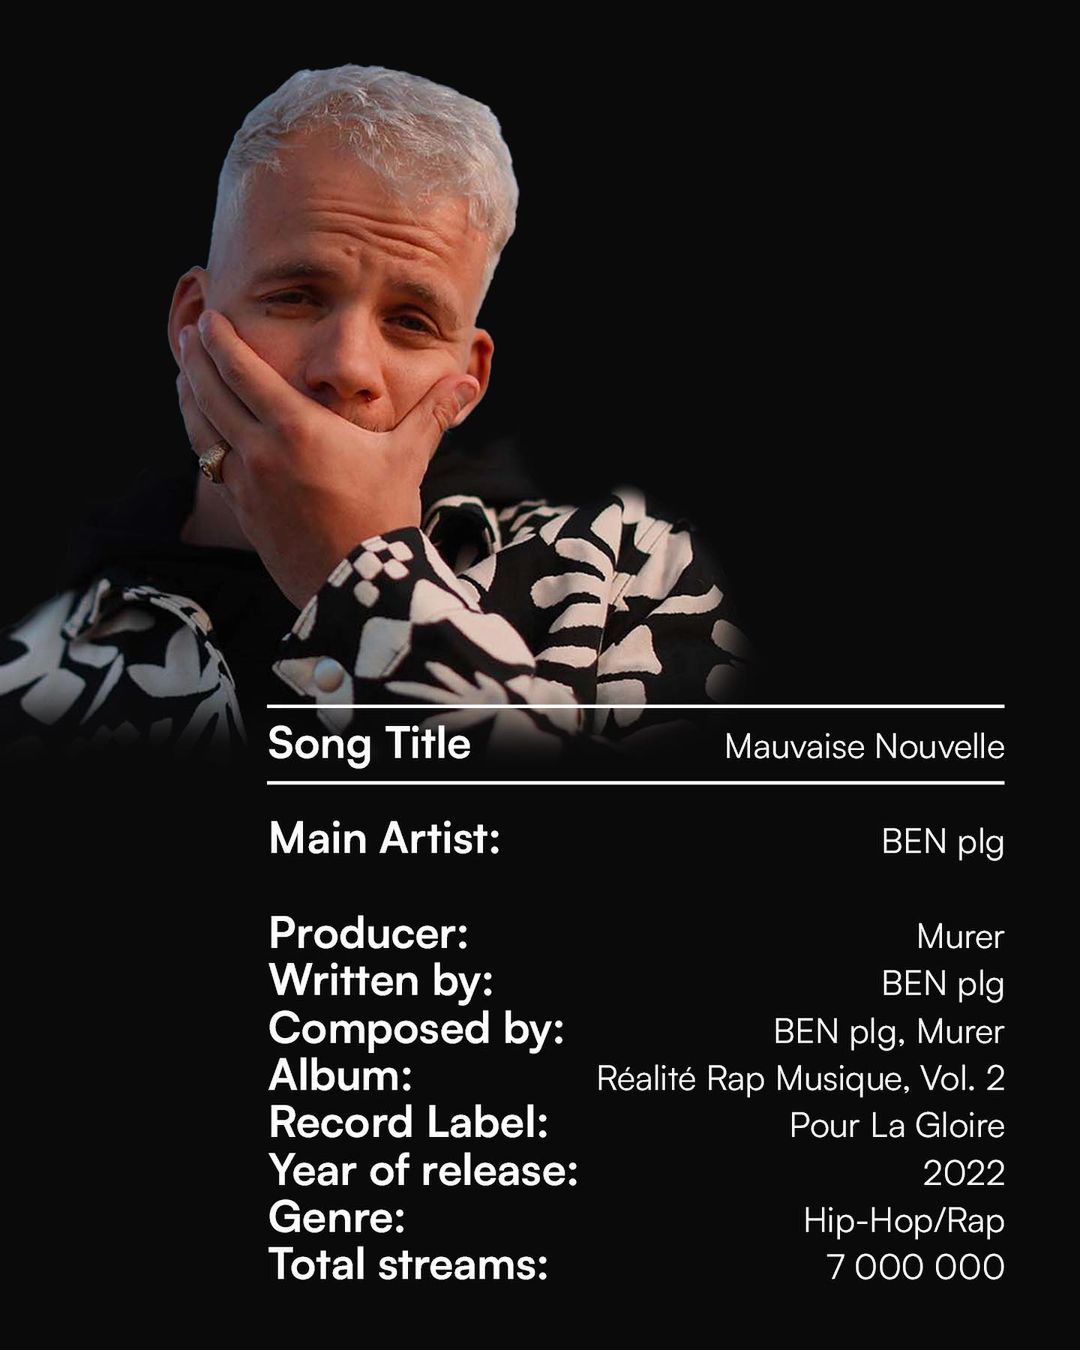 Song Title Mauvaise Nouvelle
Main Artist: BEN plg
Producer: Murer
Written by: BEN plg
Composed by: BEN plg, Murer
Album: Réalité Rap Musique, Vol. 2
Record Label: Pour La Gloire
Year of release: 2022
Genre: Hip-Hop/Rap
Total streams: 7 000 000